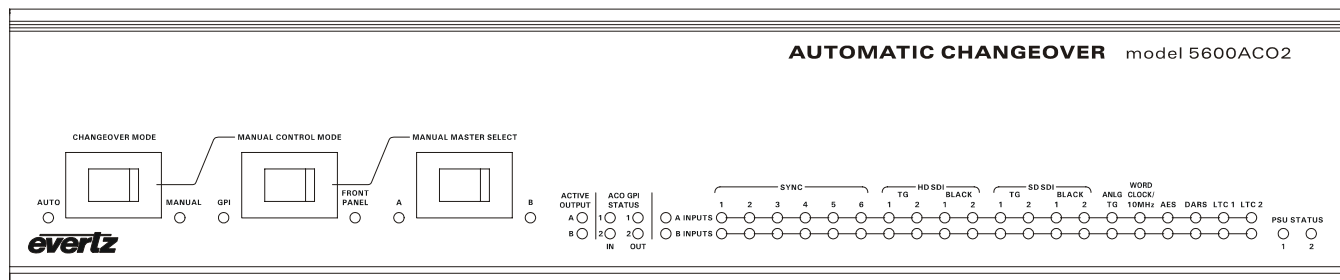 AUTOMATIC CHANGEOVER model 5600ACO2
CHANGEOVER MODE
MANUAL CONTROL MODE
MANUAL MASTER SELECT
AUTO
MANUAL
GPI
FRONT
PANEL
A
B
ACTIVE
OUTPUT
A
B
ACO GPI
STATUS
1 1
2 2
IN OUT
A INPUTS
B INPUTS
SYNC
1 2 3 4 5 6
HD SDI
TG BLACK
1 2 1 2
SD SDI
TG BLACK
1 2 1 2
ANLG
TG
WORD
CLOCK/
10MHz
AES
DARS
LTC 1
LTC 2
PSU STATUS
1 2
evertz